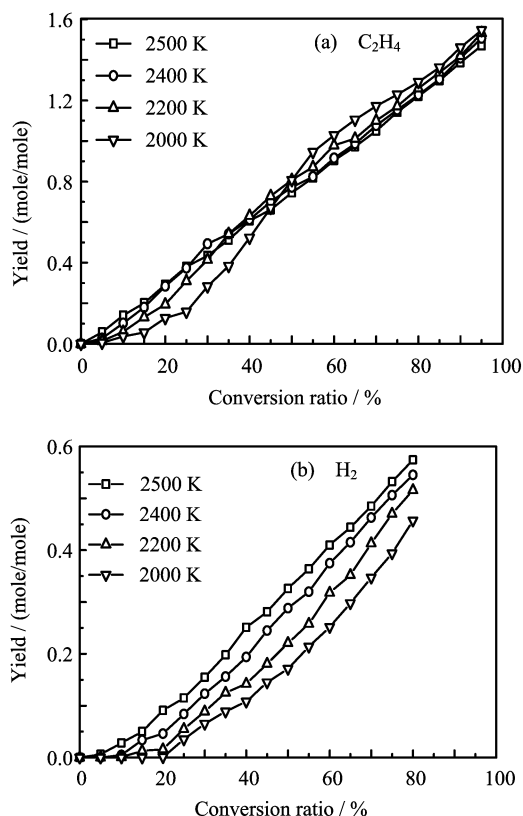 (a) C₂H₄
2500 K
2400 K
2200 K
2000 K
1.6
1.2
0.8
0.4
0.0
0 20 40 60 80 100
Yield / (mole/mole)
Conversion ratio / %
(b) H₂
2500 K
2400 K
2200 K
2000 K
0.6
0.4
0.2
0.0
0 20 40 60 80 100
Yield / (mole/mole)
Conversion ratio / %